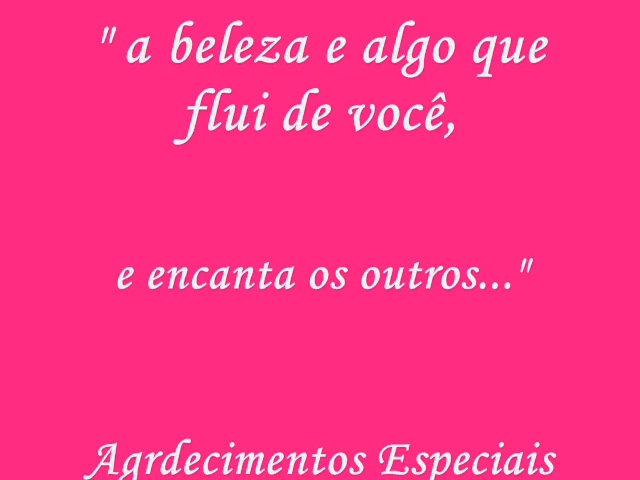 " a beleza e algo que
flui de você,
e encanta os outros..."
Agrdecimentos Especiais